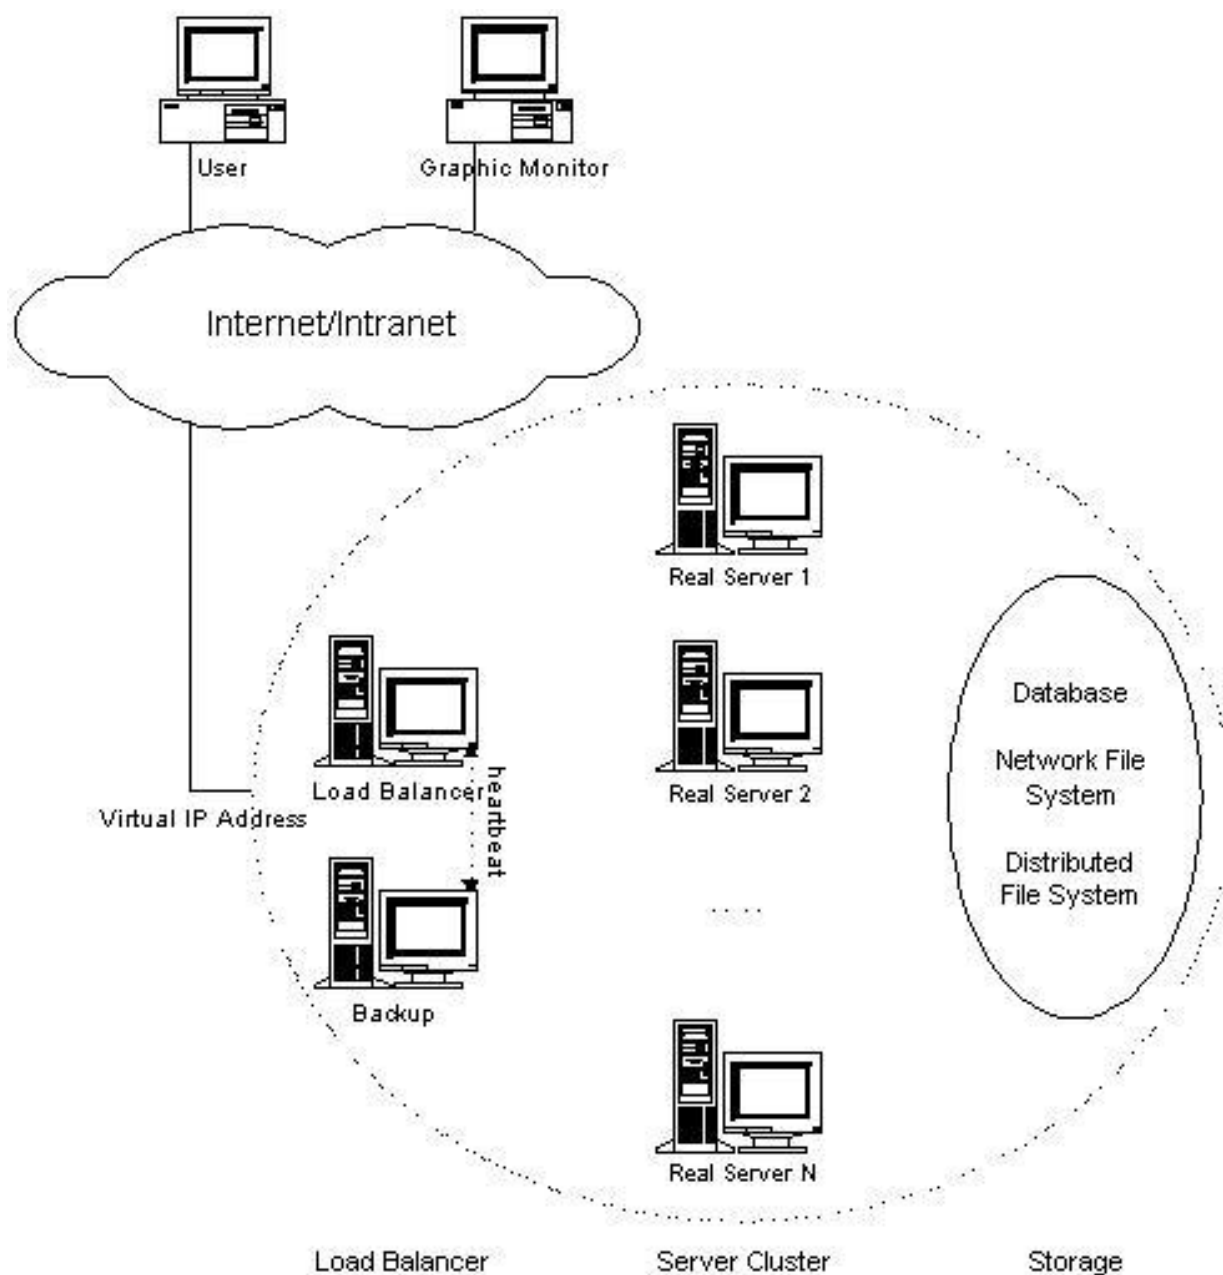 User
Graphic Monitor
Internet/Intranet
Real Server 1
Load Balancer
heartbeat
Virtual IP Address
Real Server 2
Backup
.....
Real Server N
Database
Network File
System
Distributed
File System
Load Balancer
Server Cluster
Storage